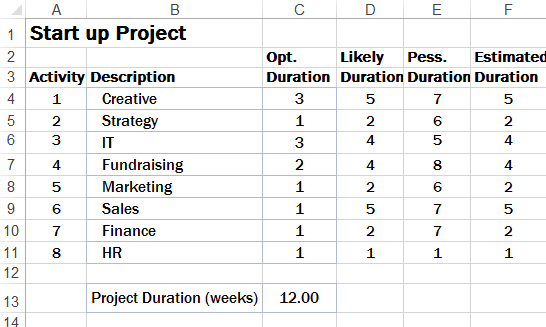 A B C D E F
1 Start up Project
2 Opt. Likely Pess. Estimated
3 Activity Description Duration Duration Duration Duration
4 1 Creative 3 5 7 5
5 2 Strategy 1 2 6 2
6 3 IT 3 4 5 4
7 4 Fundraising 2 4 8 4
8 5 Marketing 1 2 6 2
9 6 Sales 1 5 7 5
10 7 Finance 1 2 7 2
11 8 HR 1 1 1 1
12
13 Project Duration (weeks) 12.00
14